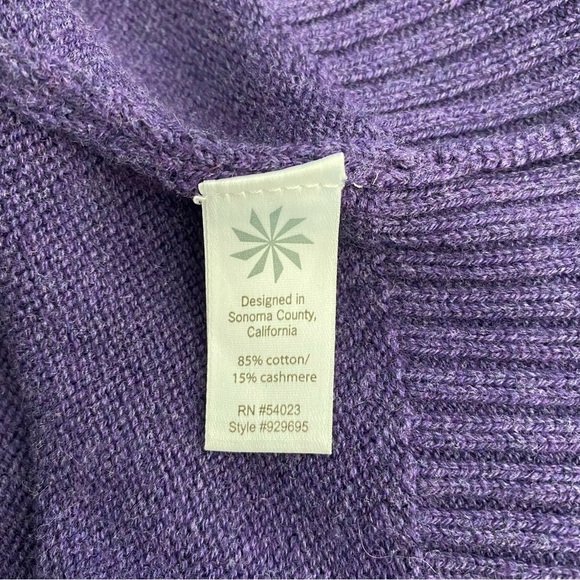 Designed in
Sonoma County,
California
85% cotton/
15% cashmere
RN #54023
Style #929695